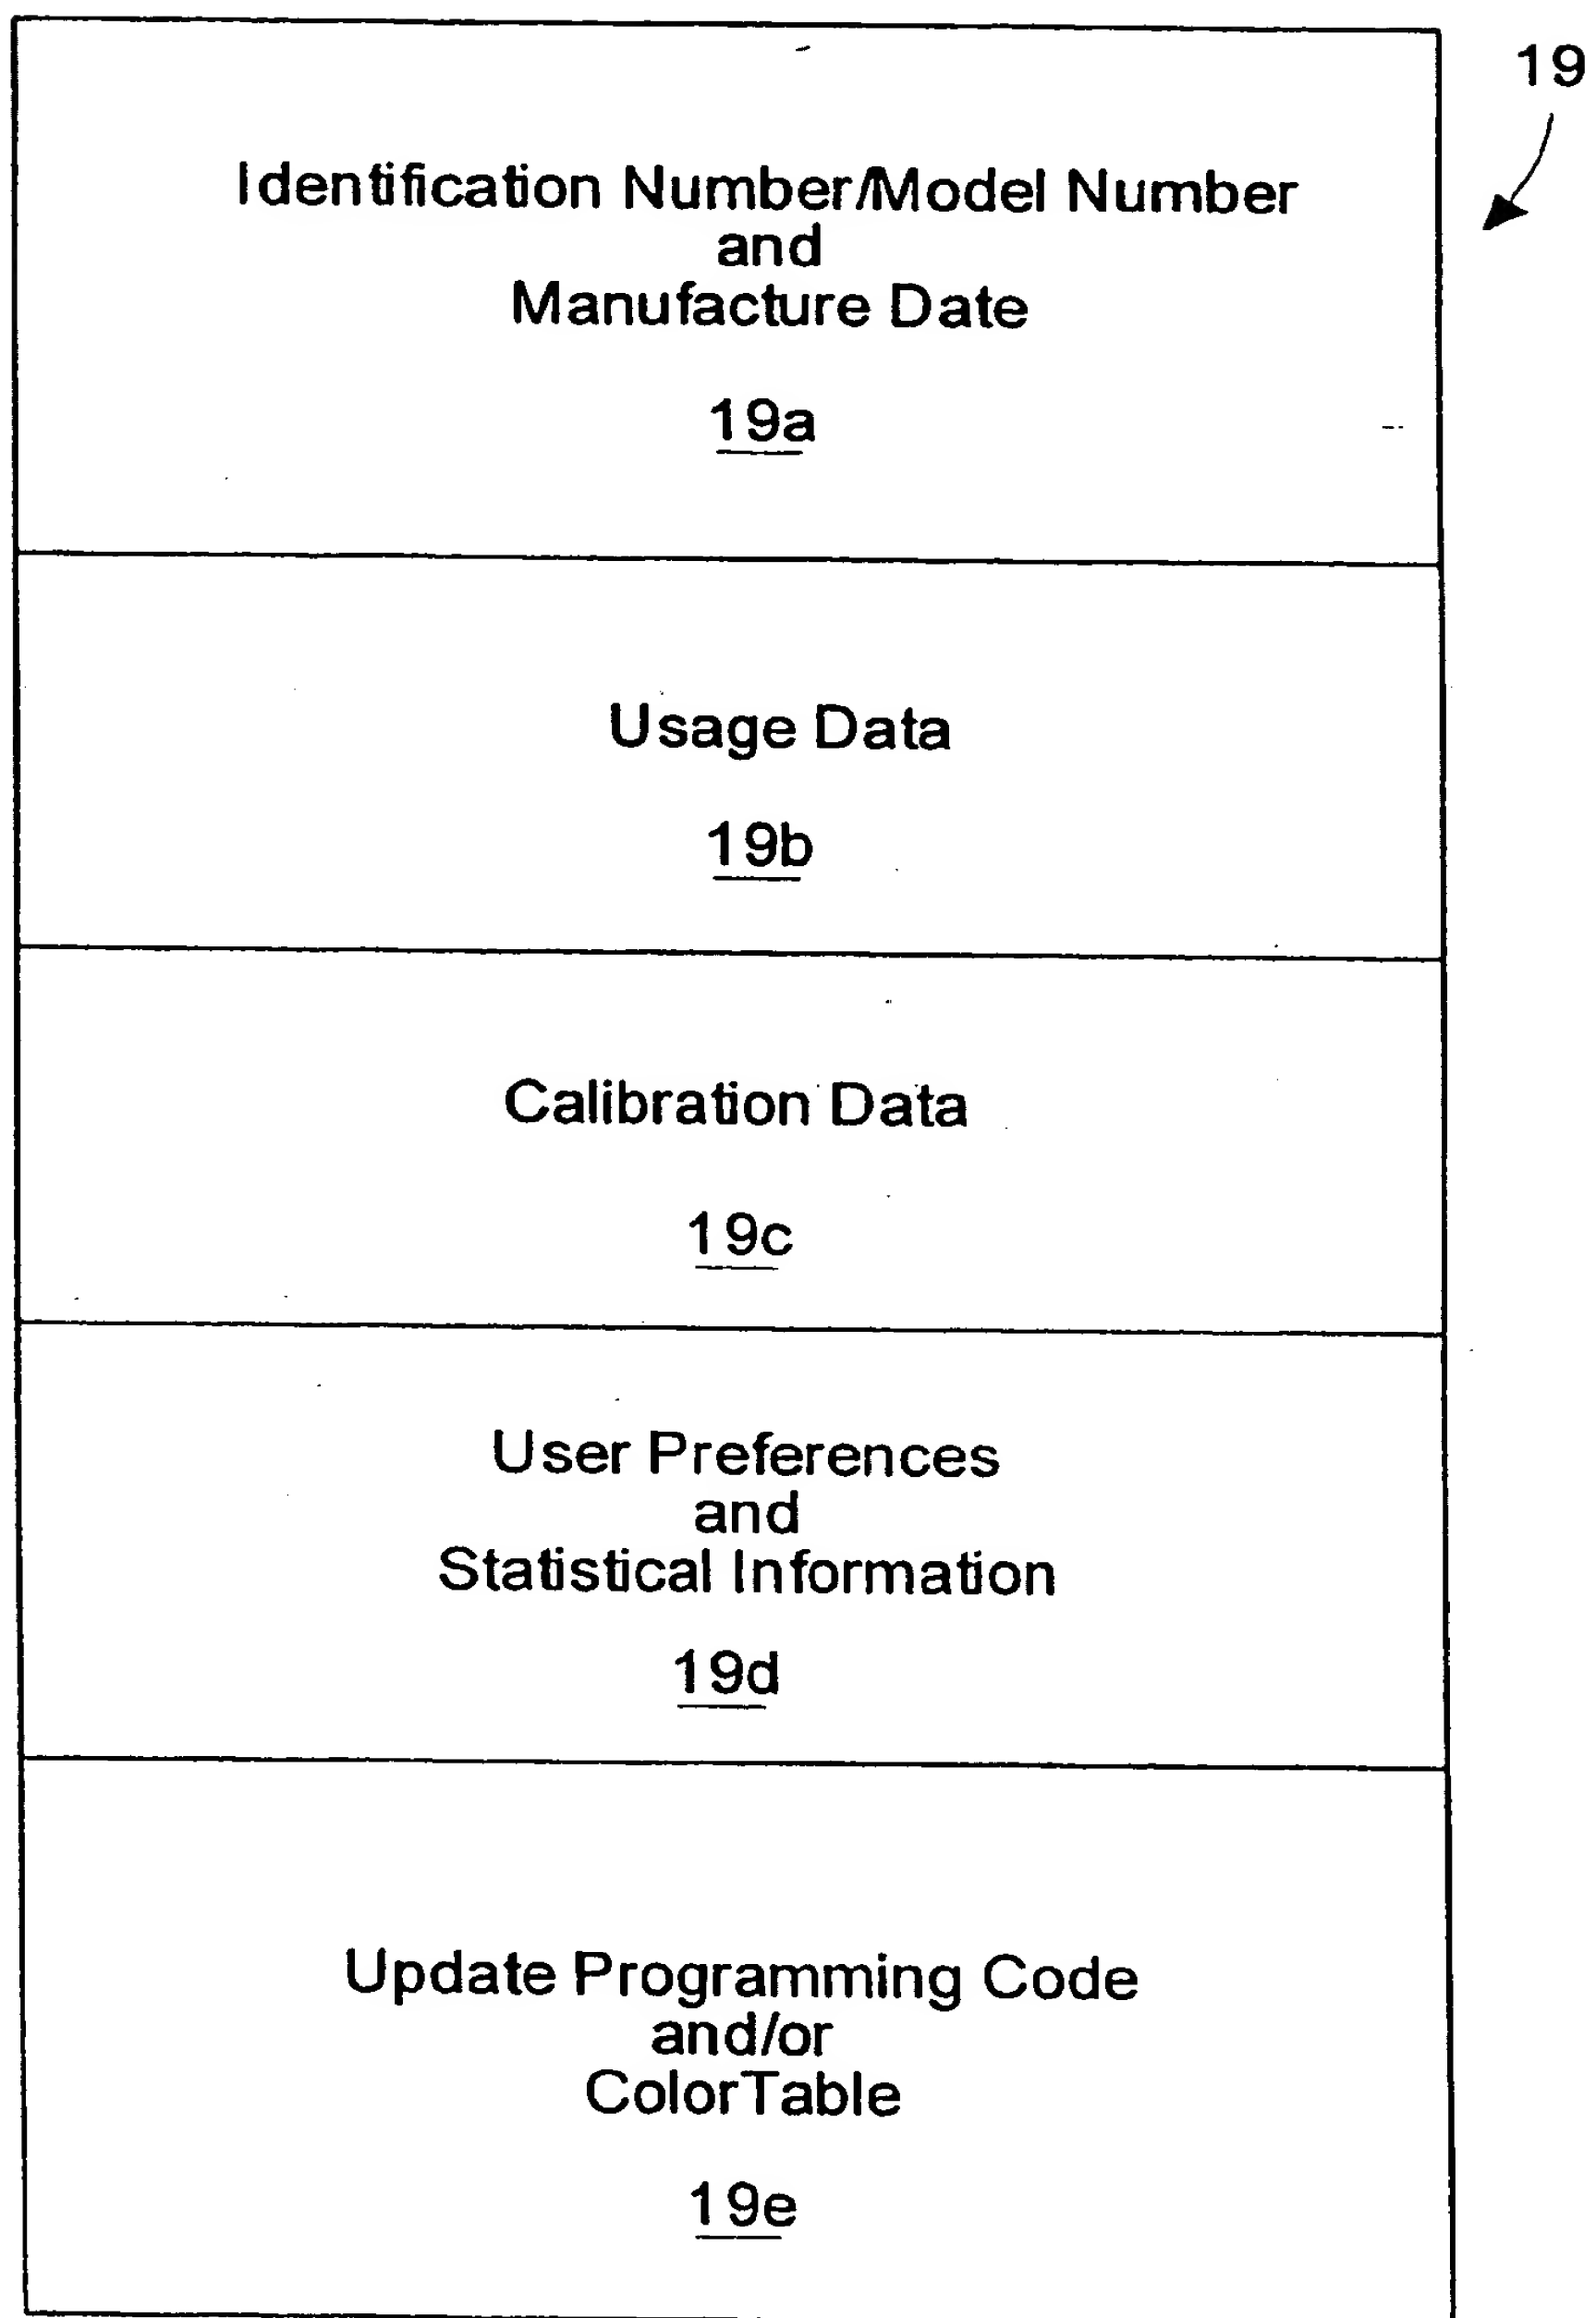 19
Identification Number/Model Number
and
Manufacture Date
19a
Usage Data
19b
Calibration Data
19c
User Preferences
and
Statistical Information
19d
Update Programming Code
and/or
ColorTable
19e